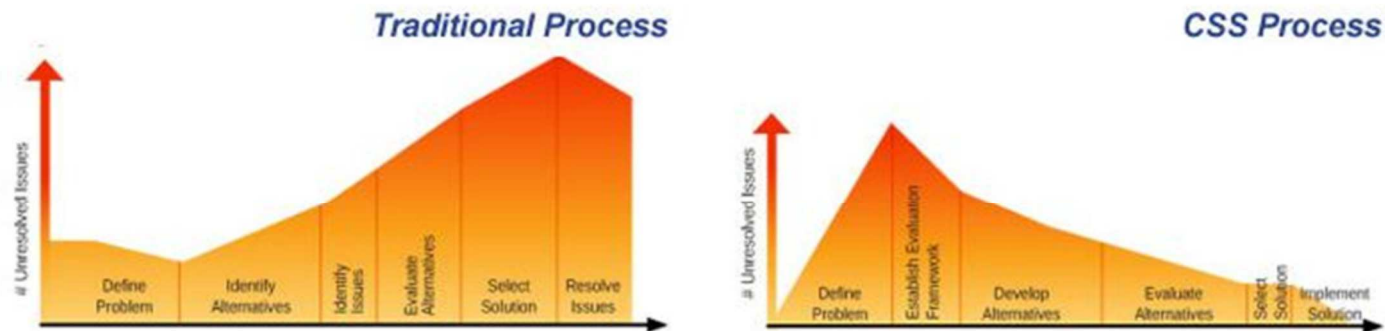 Traditional Process
# Unresolved Issues
Define
Problem
Identify
Alternatives
Identify
Issues
Evaluate
Alternatives
Select
Solution
Resolve
Issues
CSS Process
# Unresolved Issues
Define
Problem
Establish Evaluation
Framework
Develop
Alternatives
Evaluate
Alternatives
Select
Solution
Implement
Solution